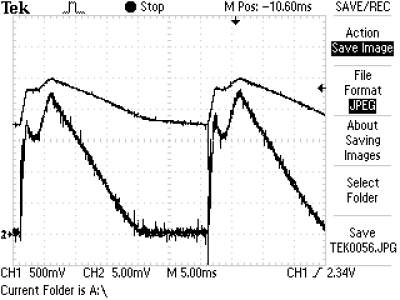 Tek Stop M Pos: -10.60ms SAVE/REC
Action
Save Image
File
Format
JPEG
About
Saving
Images
Select
Folder
2
Save
TEK0056.JPG
CH1 500mV CH2 5.00mV M 5.00ms CH1 / 2.34V
Current Folder is A:\